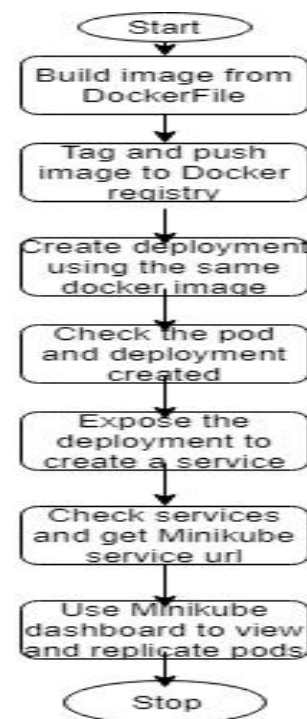 Start
Build image from
DockerFile
Tag and push
image to Docker
registry
Create deployment
using the same
docker image
Check the pod
and deployment
created
Expose the
deployment to
create a service
Check services
and get Minikube
service url
Use Minikube
dashboard to view
and replicate pods
Stop